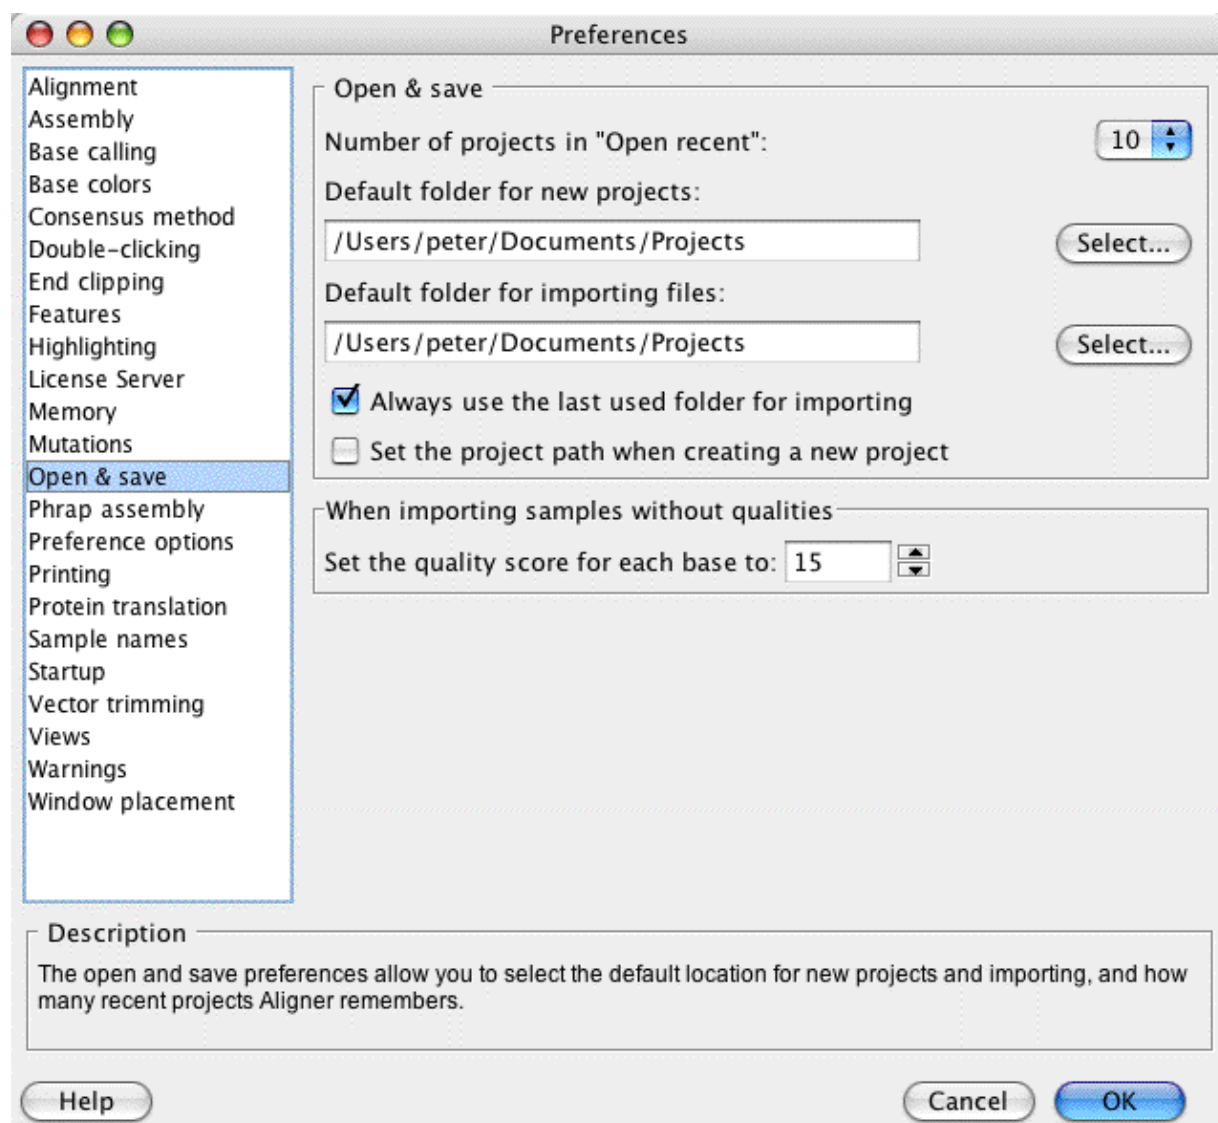 Preferences
Alignment
Assembly
Base calling
Base colors
Consensus method
Double-clicking
End clipping
Features
Highlighting
License Server
Memory
Mutations
Open & save
Phrap assembly
Preference options
Printing
Protein translation
Sample names
Startup
Vector trimming
Views
Warnings
Window placement
Open & save
Number of projects in "Open recent": 10
Default folder for new projects:
/Users/peter/Documents/Projects Select...
Default folder for importing files:
/Users/peter/Documents/Projects Select...
Always use the last used folder for importing
Set the project path when creating a new project
When importing samples without qualities
Set the quality score for each base to: 15
Description
The open and save preferences allow you to select the default location for new projects and importing, and how
many recent projects Aligner remembers.
Help Cancel OK